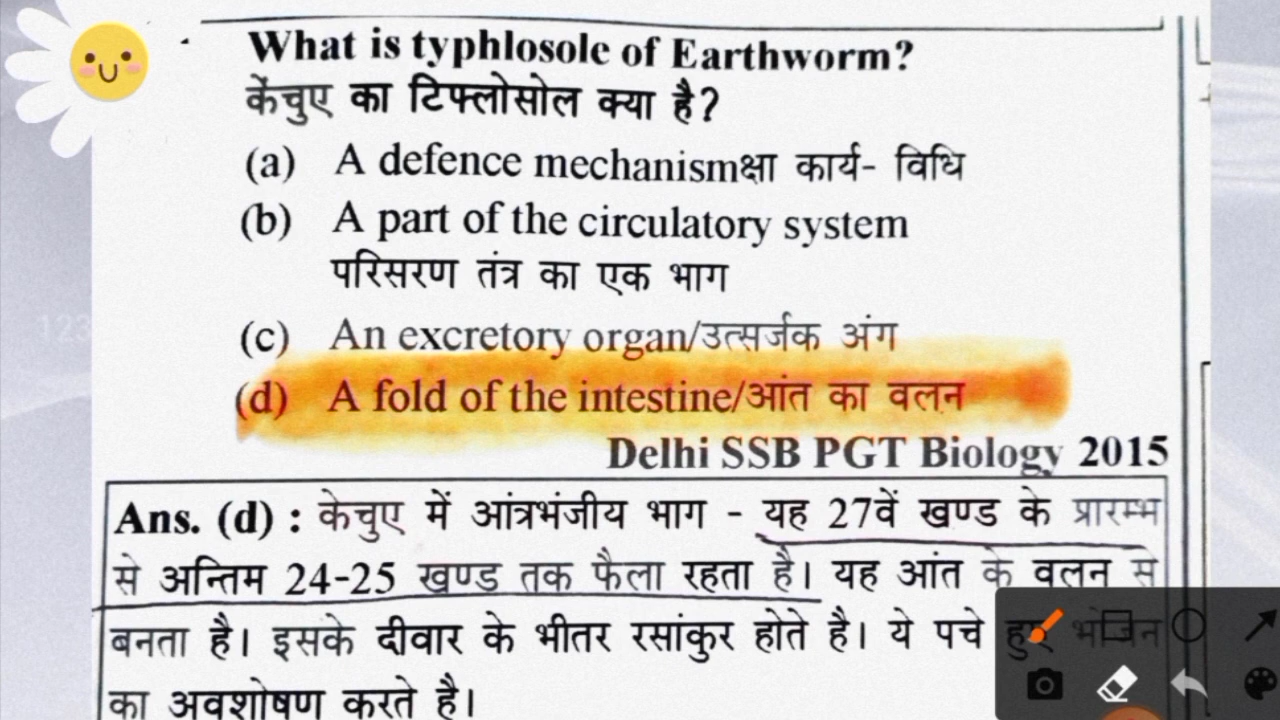 What is typhlosole of Earthworm?
केंचुए का टिफ्लोसोल क्या है?
(a) A defence mechanismक्षा कार्य- विधि
(b) A part of the circulatory system
परिसरण तंत्र का एक भाग
(c) An excretory organ/उत्सर्जक अंग
(d) A fold of the intestine/आंत का वलन
Delhi SSB PGT Biology 2015
Ans. (d) : केचुए में आंत्रभंजीय भाग - यह 27वें खण्ड के प्रारम्भ
से अन्तिम 24-25 खण्ड तक फैला रहता है। यह आंत के वलन से
बनता है। इसके दीवार के भीतर रसांकुर होते है। ये पचे हुए भोजन
का अवशोषण करते है।